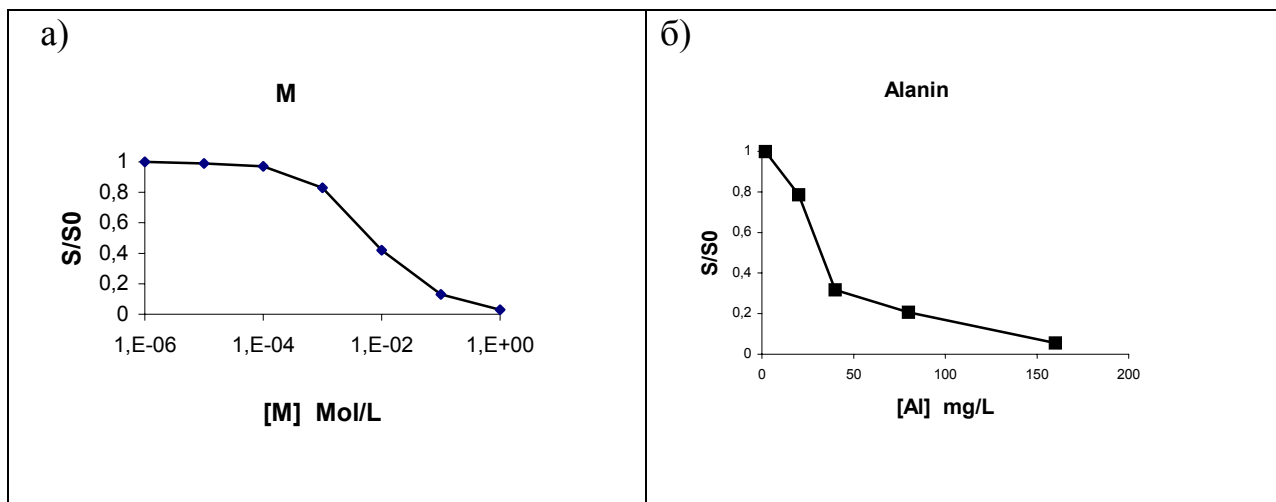 а)
M
S/S0
1
0,8
0,6
0,4
0,2
0
1,E-06 1,E-04 1,E-02 1,E+00
[M] Mol/L
б)
Alanin
S/S0
1
0,8
0,6
0,4
0,2
0
0 50 100 150 200
[Al] mg/L